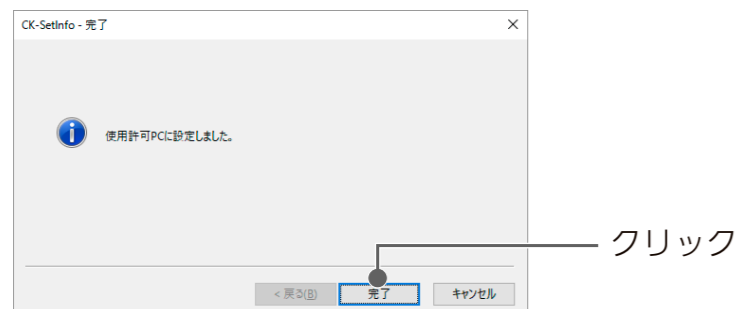 CK-SetInfo - 完了
使用許可PCに設定しました。
クリック
< 戻る(B)
完了
キャンセル